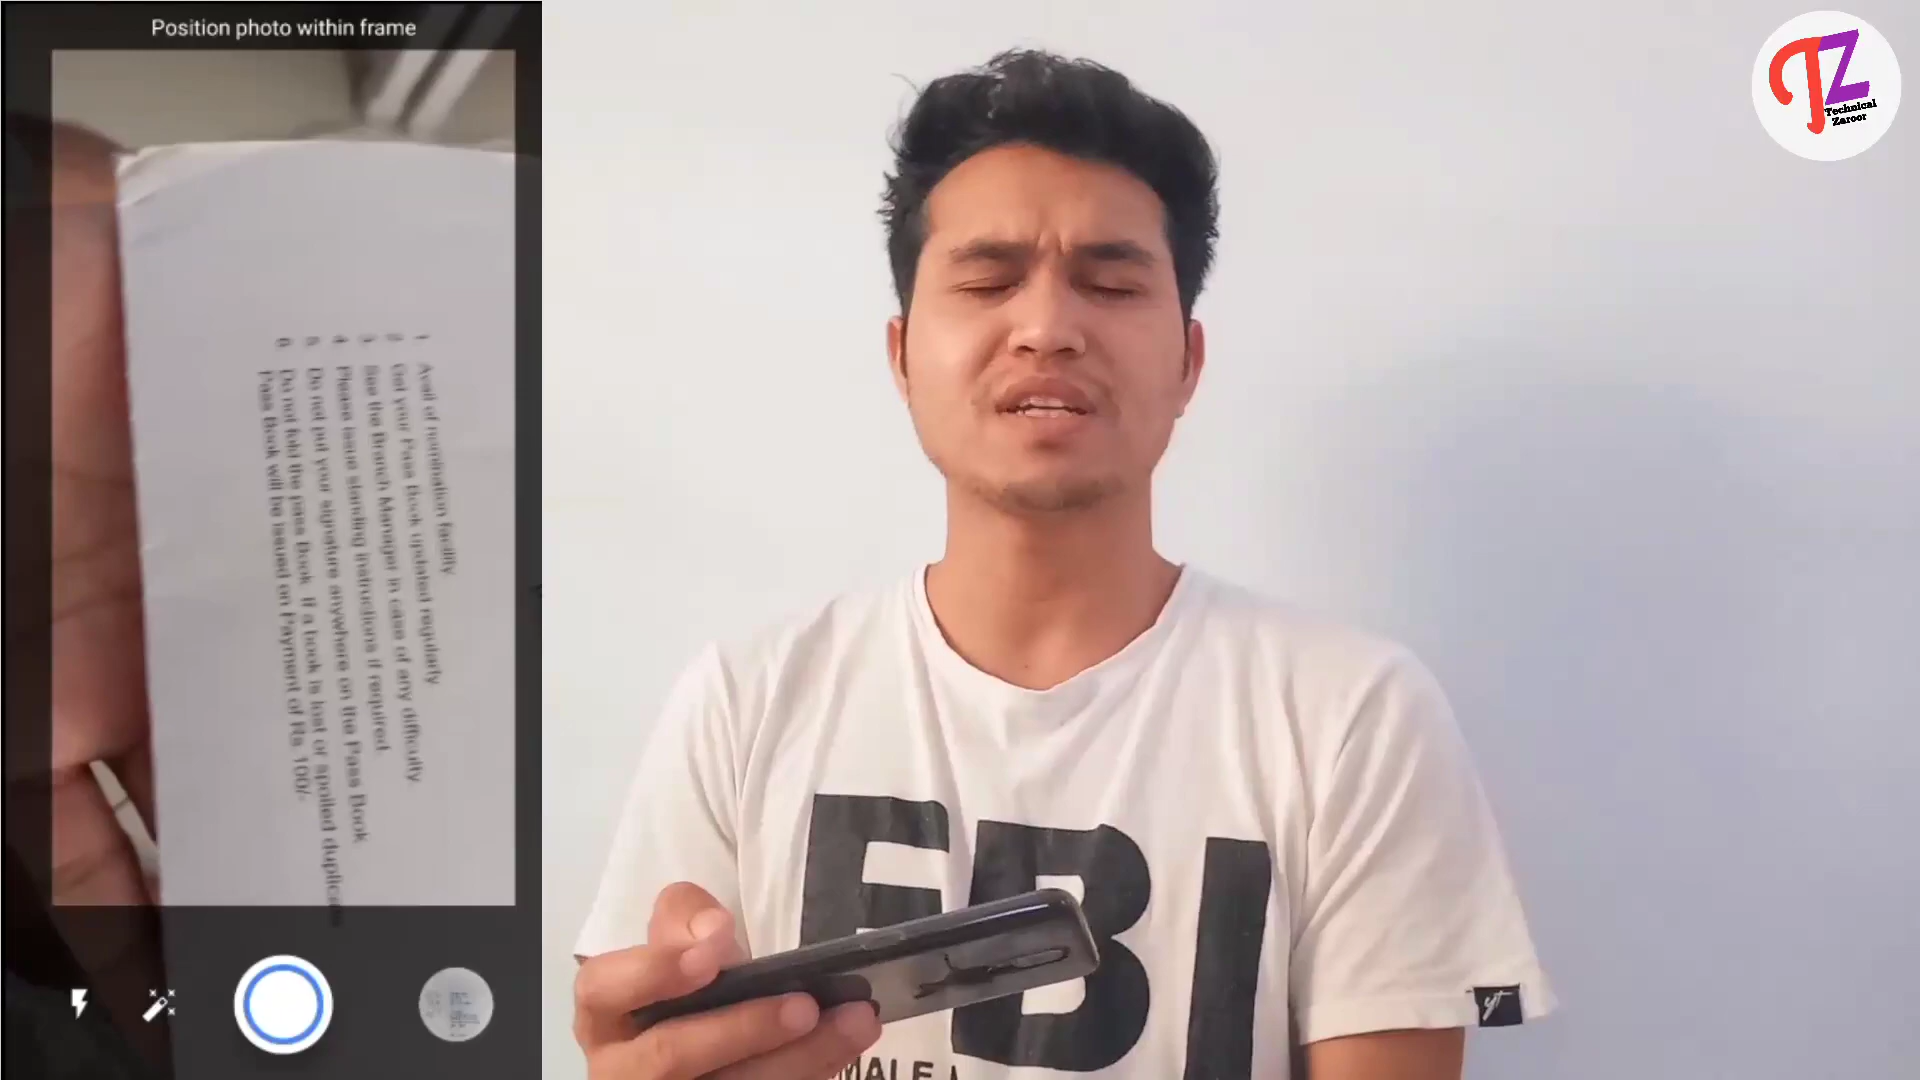 Position photo within frame
1 Avail of nomination facility
2 Get your Pass Book updated regularly
3 See the Branch Manager in case of any difficulty.
4 Please issue standing instructions if required.
5 Do not put your signature anywhere on the Pass Book
6 Do not fold the pass Book. If a book is lost or spoiled duplicate
Pass Book will be issued on Payment of Rs 100/-
TZ
Technical
Zaroor
FBI
MALE
yt